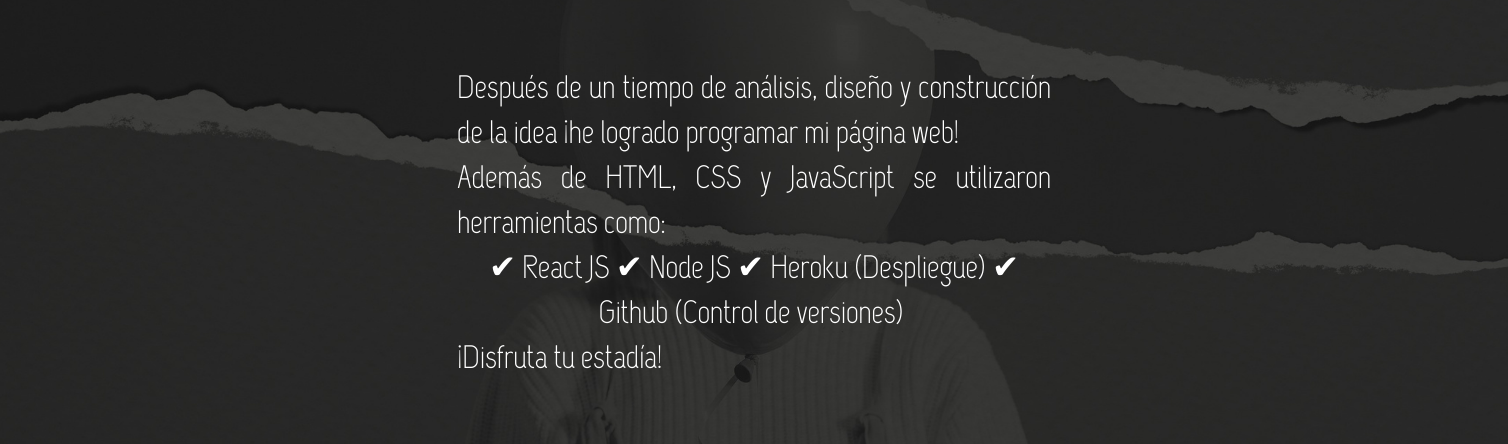 Después de un tiempo de análisis, diseño y construcción
de la idea ¡he logrado programar mi página web!
Además de HTML, CSS y JavaScript se utilizaron
herramientas como:
✔ React JS ✔ Node JS ✔ Heroku (Despliegue) ✔
Github (Control de versiones)
¡Disfruta tu estadía!